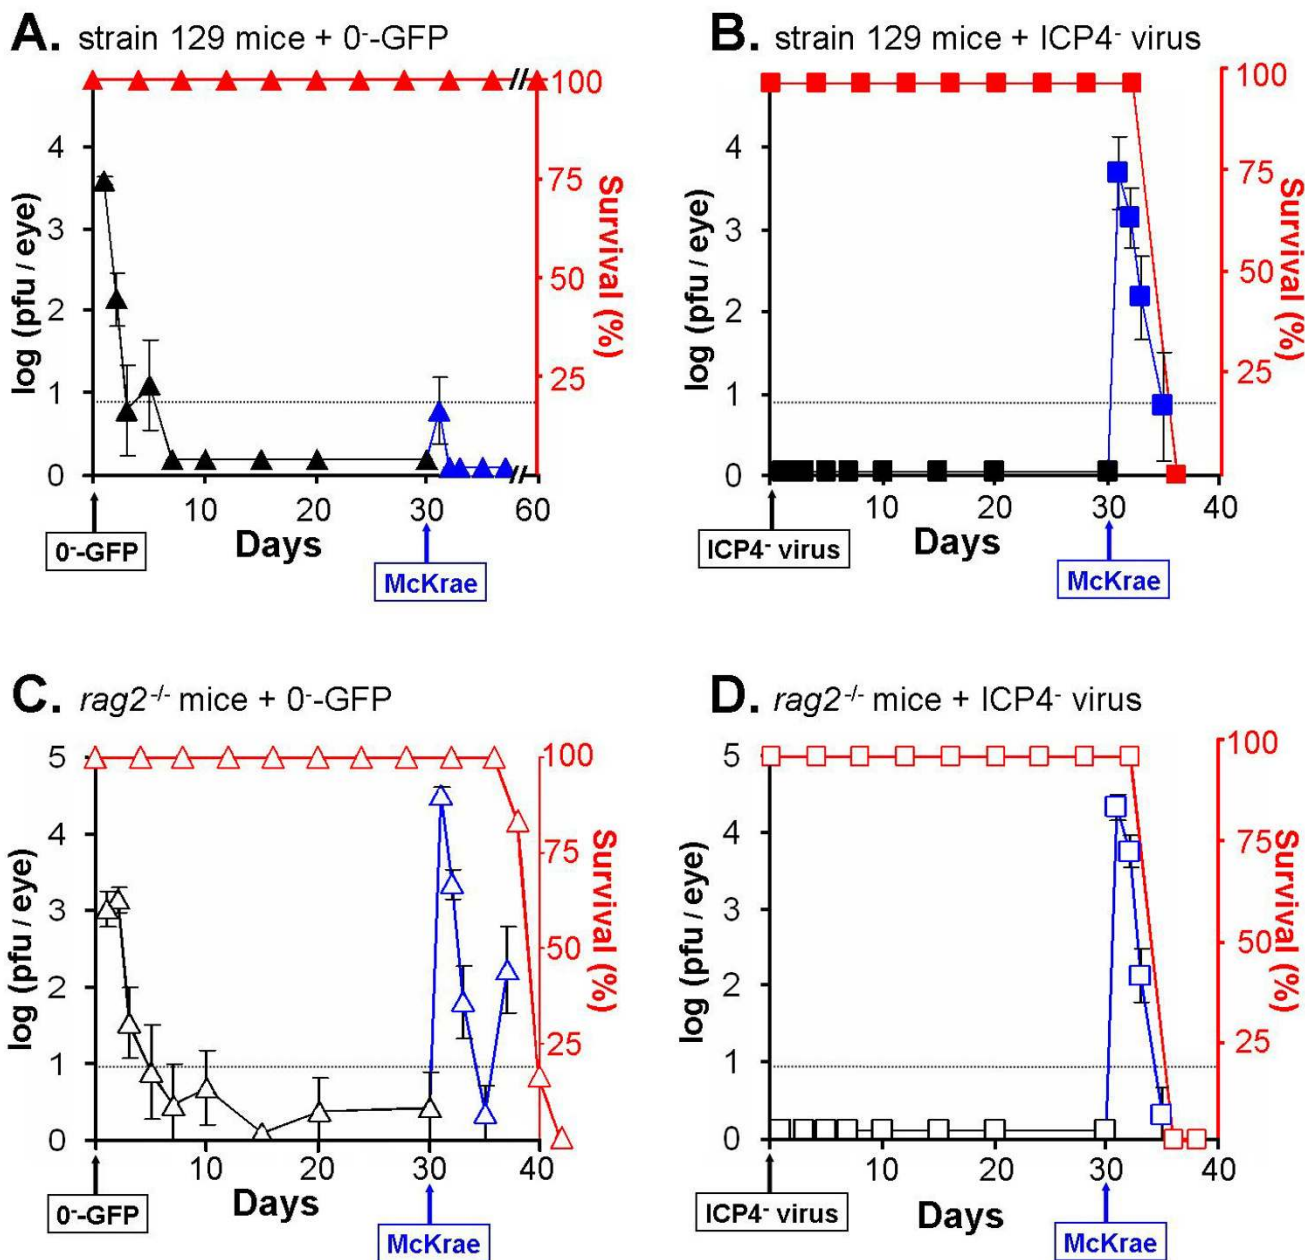 A. strain 129 mice + 0⁻-GFP
4
3
2
1
0
log (pfu / eye)
100
75
50
25
Survival (%)
10
20
30
60
Days
0⁻-GFP
McKrae
B. strain 129 mice + ICP4⁻ virus
4
3
2
1
0
log (pfu / eye)
100
75
50
25
Survival (%)
10
20
30
40
Days
ICP4⁻ virus
McKrae
C. rag2⁻/⁻ mice + 0⁻-GFP
5
4
3
2
1
0
log (pfu / eye)
100
75
50
25
Survival (%)
10
20
30
40
Days
0⁻-GFP
McKrae
D. rag2⁻/⁻ mice + ICP4⁻ virus
5
4
3
2
1
0
log (pfu / eye)
100
75
50
25
Survival (%)
10
20
30
40
Days
ICP4⁻ virus
McKrae